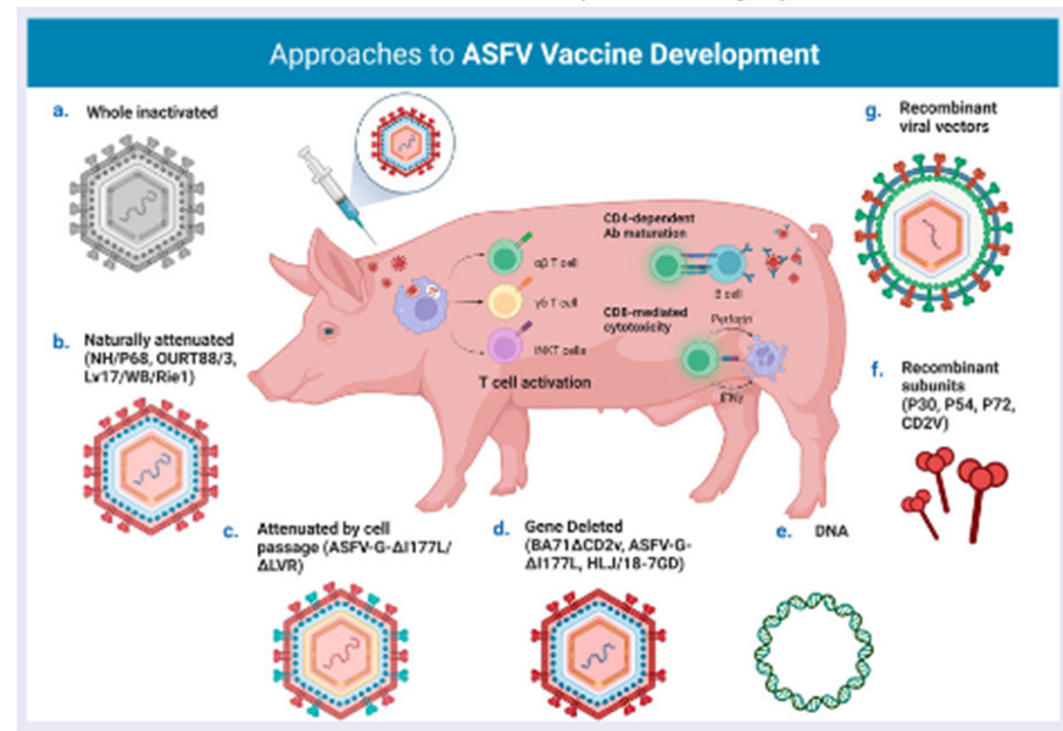 Approaches to ASFV Vaccine Development
a. Whole inactivated
g. Recombinant
viral vectors
CD4-dependent
Ab maturation
αβ T cell
B cell
γδ T cell
CD8-mediated
cytotoxicity
Perforin
iNKT cells
T cell activation
IFNγ
b. Naturally attenuated
(NH/P68, OURT88/3,
Lv17/WB/Rie1)
f. Recombinant
subunits
(P30, P54, P72,
CD2V)
c. Attenuated by cell
passage (ASFV-G-ΔI177L/
ΔLVR)
d. Gene Deleted
(BA71ΔCD2v, ASFV-G-
ΔI177L, HLJ/18-7GD)
e. DNA